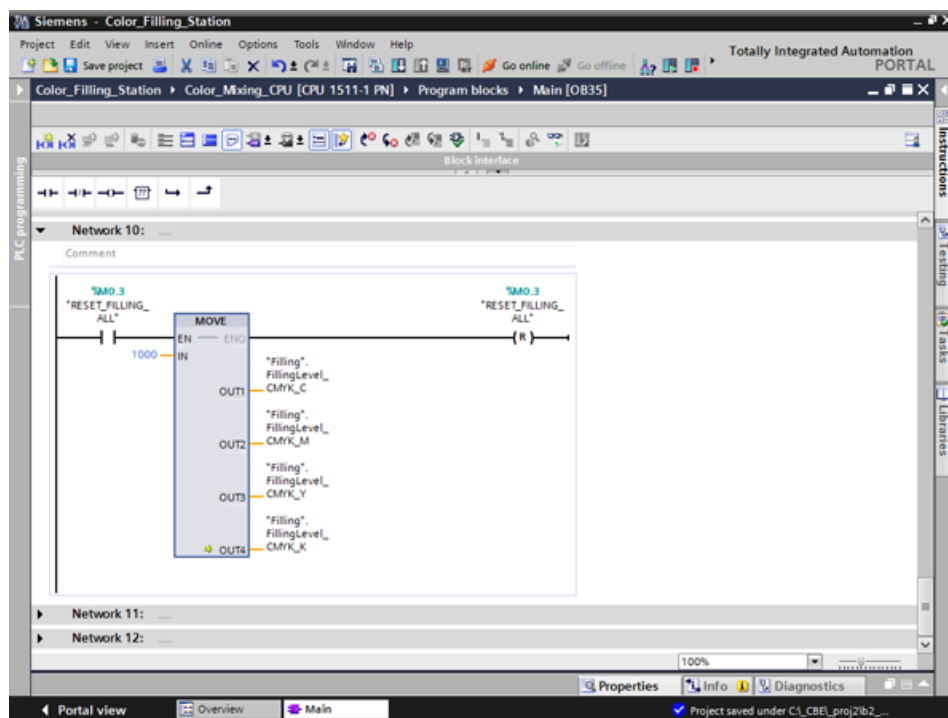 Siemens - Color_Filling_Station
Project Edit View Insert Online Options Tools Window Help
Totally Integrated Automation
PORTAL
Save project
Go online
Go offline
Color_Filling_Station Color_Mixing_CPU [CPU 1511-1 PN] Program blocks Main [OB35]
Block interface
PLC programming
Instructions
Testing
Tasks
Libraries
Network 10: .....
Comment
%M0.3
"RESET_FILLING_
ALL"
%M0.3
"RESET_FILLING_
ALL"
MOVE
EN ENO
( R )
1000 IN
"Filling".
FillingLevel_
OUT1 CMYK_C
"Filling".
FillingLevel_
OUT2 CMYK_M
"Filling".
FillingLevel_
OUT3 CMYK_Y
"Filling".
FillingLevel_
OUT4 CMYK_K
Network 11: .....
Network 12: .....
100%
Properties Info Diagnostics
Portal view Overview Main
Project saved under C:\_CBE\_proj2\b2_...